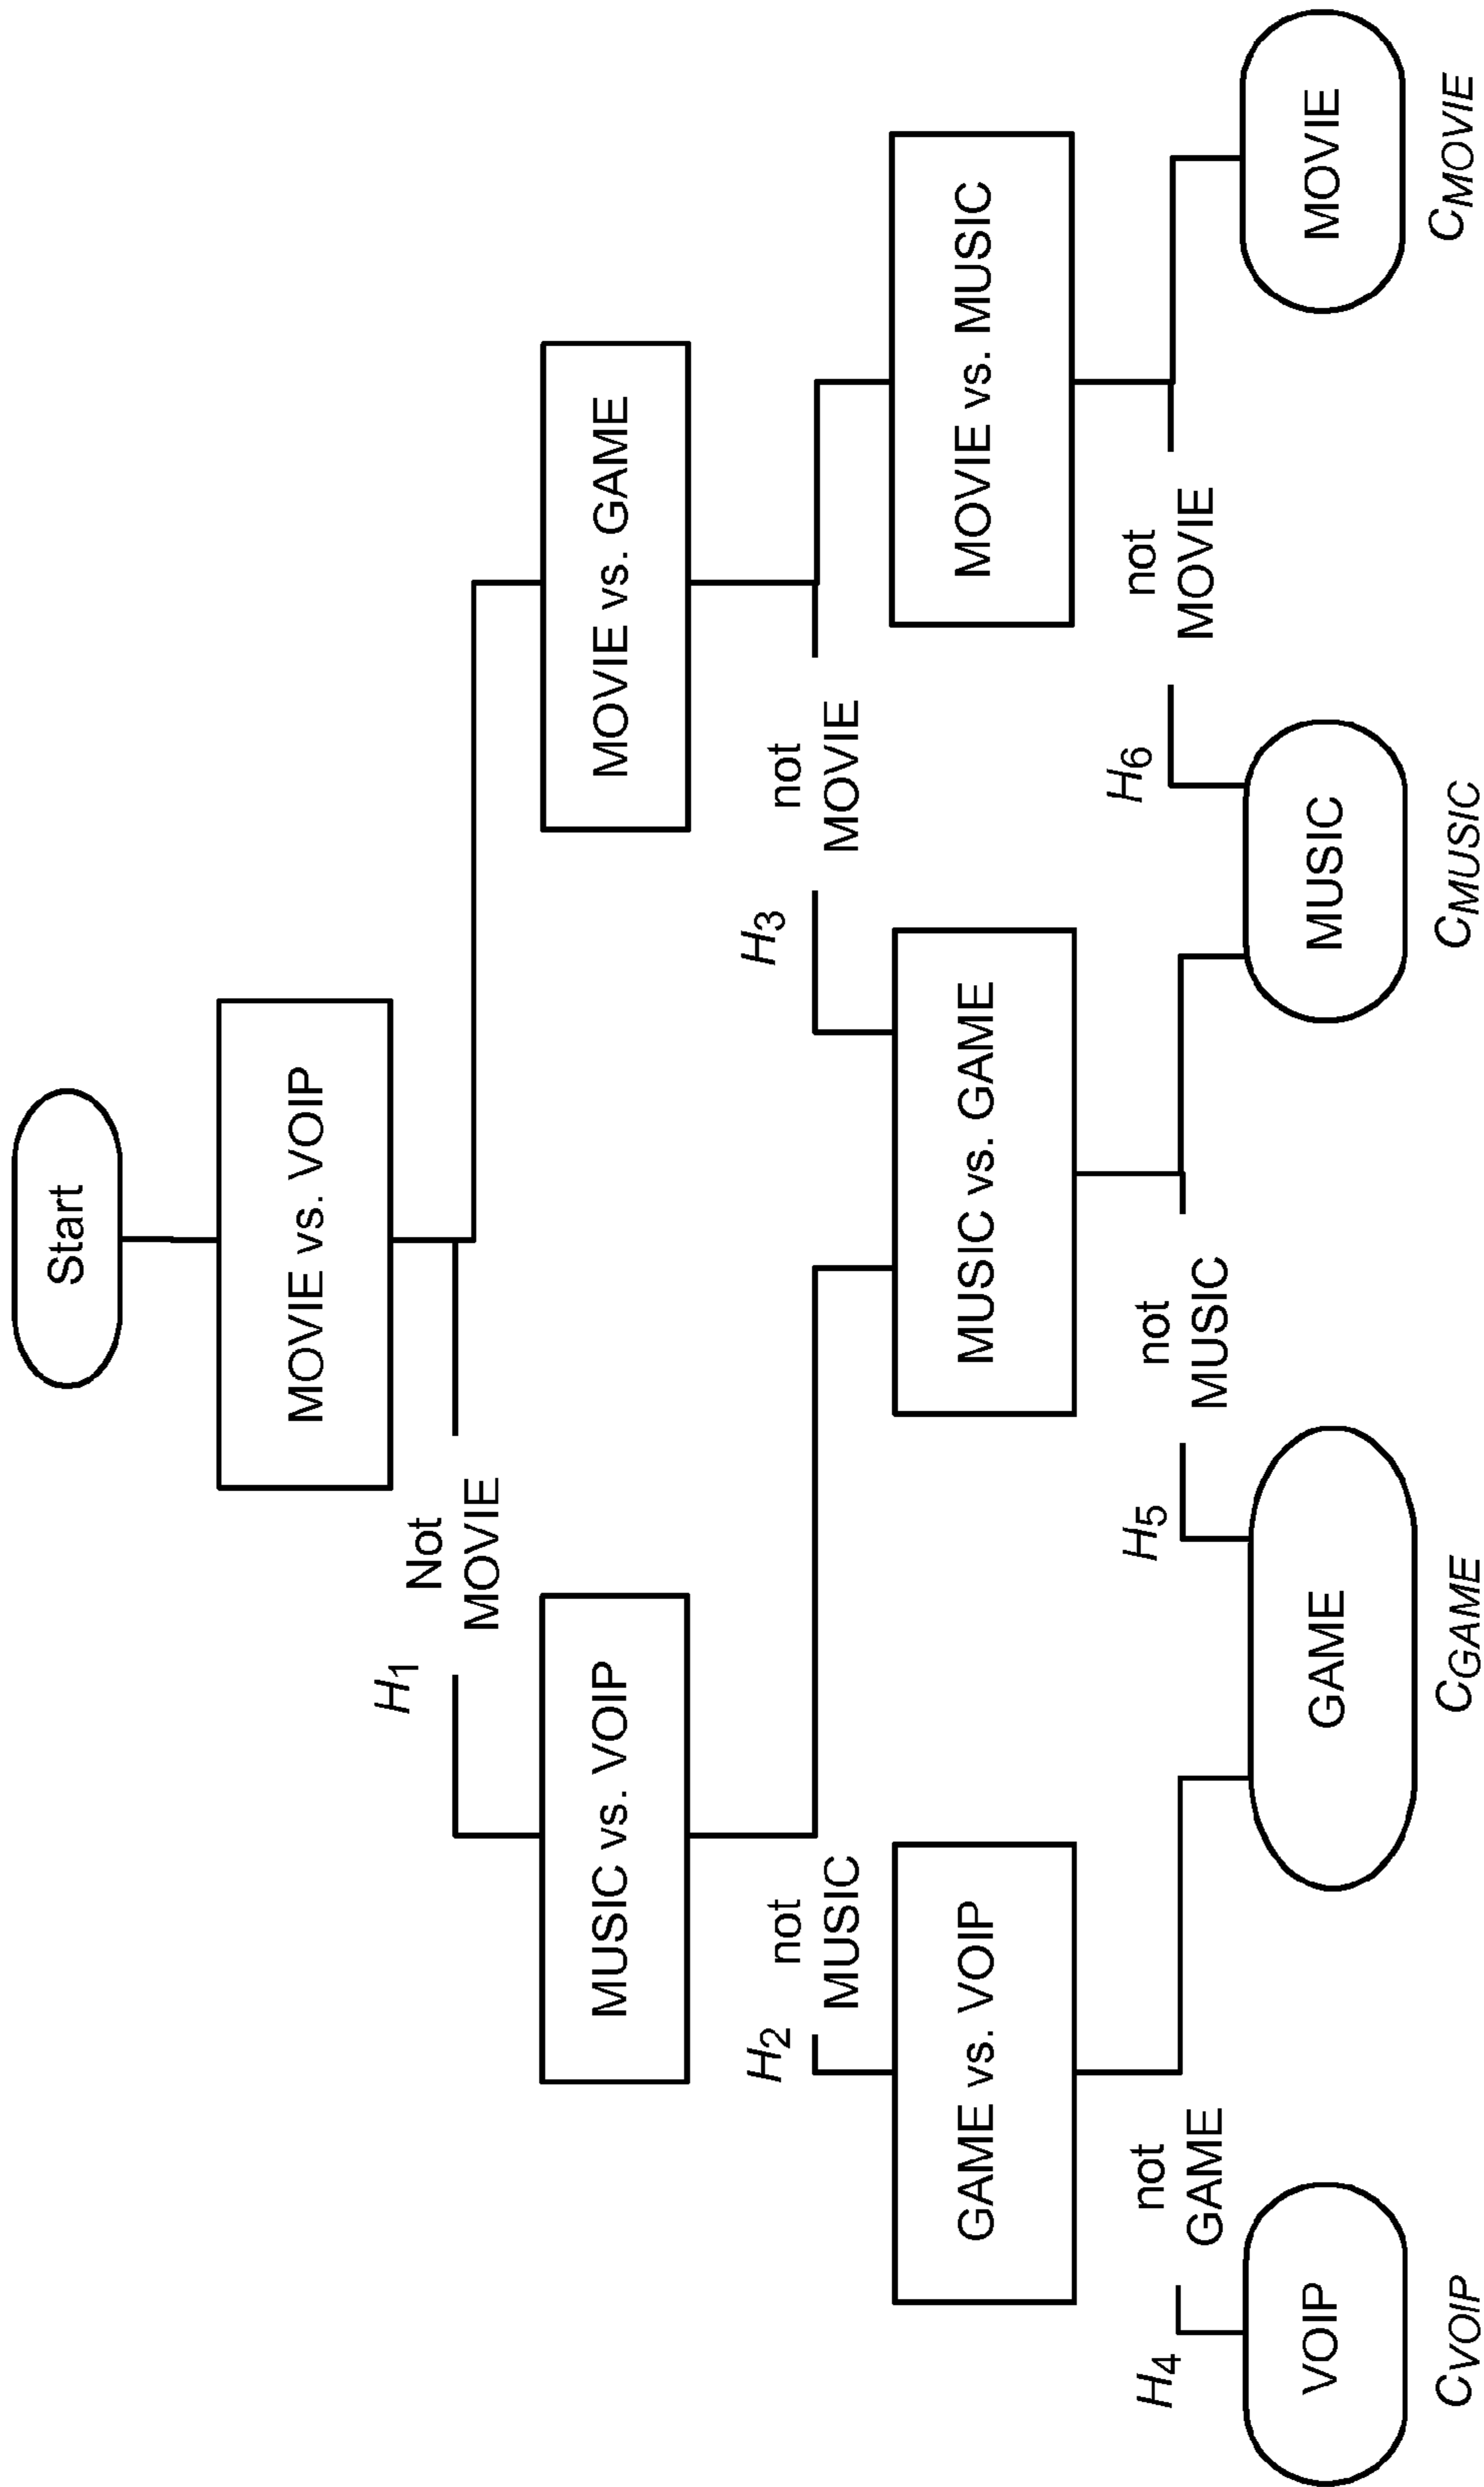 Start
MOVIE vs. VOIP
H1
Not
MOVIE
MUSIC vs. VOIP
MOVIE vs. GAME
H2
not
MUSIC
H3
not
MOVIE
GAME vs. VOIP
MUSIC vs. GAME
MOVIE vs. MUSIC
H4
not
GAME
H5
not
MUSIC
H6
not
MOVIE
VOIP
GAME
MUSIC
MOVIE
CVOIP
CGAME
CMUSIC
CMOVIE